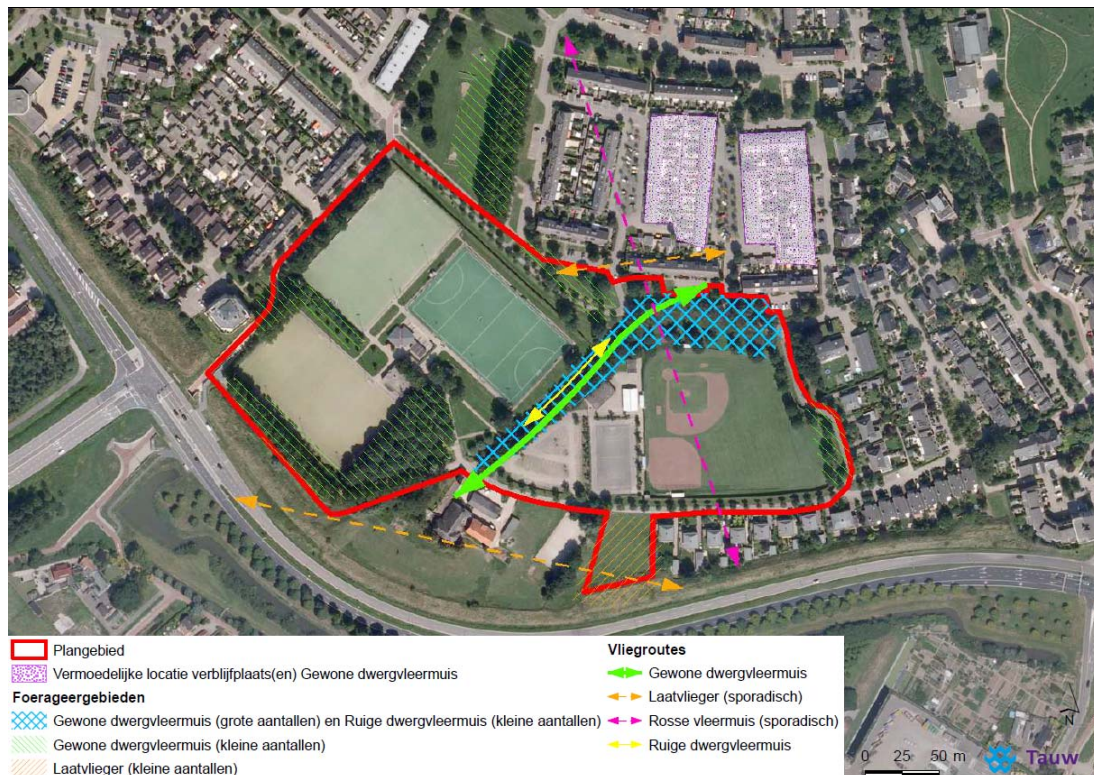 Plangebied
Vermoedelijke locatie verblijfplaats(en) Gewone dwergvleermuis
Foerageergebieden
Gewone dwergvleermuis (grote aantallen) en Ruige dwergvleermuis (kleine aantallen)
Gewone dwergvleermuis (kleine aantallen)
Laatvlieger (kleine aantallen)
Vliegroutes
Gewone dwergvleermuis
Laatvlieger (sporadisch)
Rosse vleermuis (sporadisch)
Ruige dwergvleermuis
N
0 25 50 m
Tauw